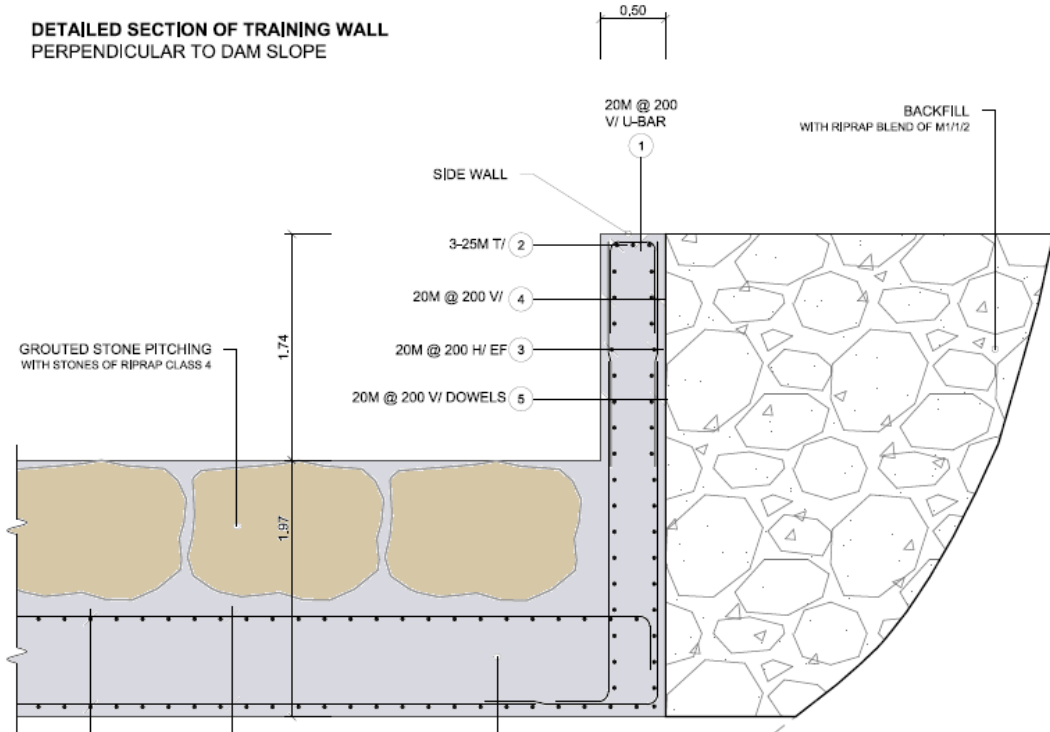 DETAILED SECTION OF TRAINING WALL
PERPENDICULAR TO DAM SLOPE
0,50
20M @ 200
V/ U-BAR
1
BACKFILL
WITH RIPRAP BLEND OF M1/1/2
SIDE WALL
3-25M T/ 2
20M @ 200 V/ 4
1.74
20M @ 200 H/ EF 3
GROUTED STONE PITCHING
WITH STONES OF RIPRAP CLASS 4
20M @ 200 V/ DOWELS 5
1.97